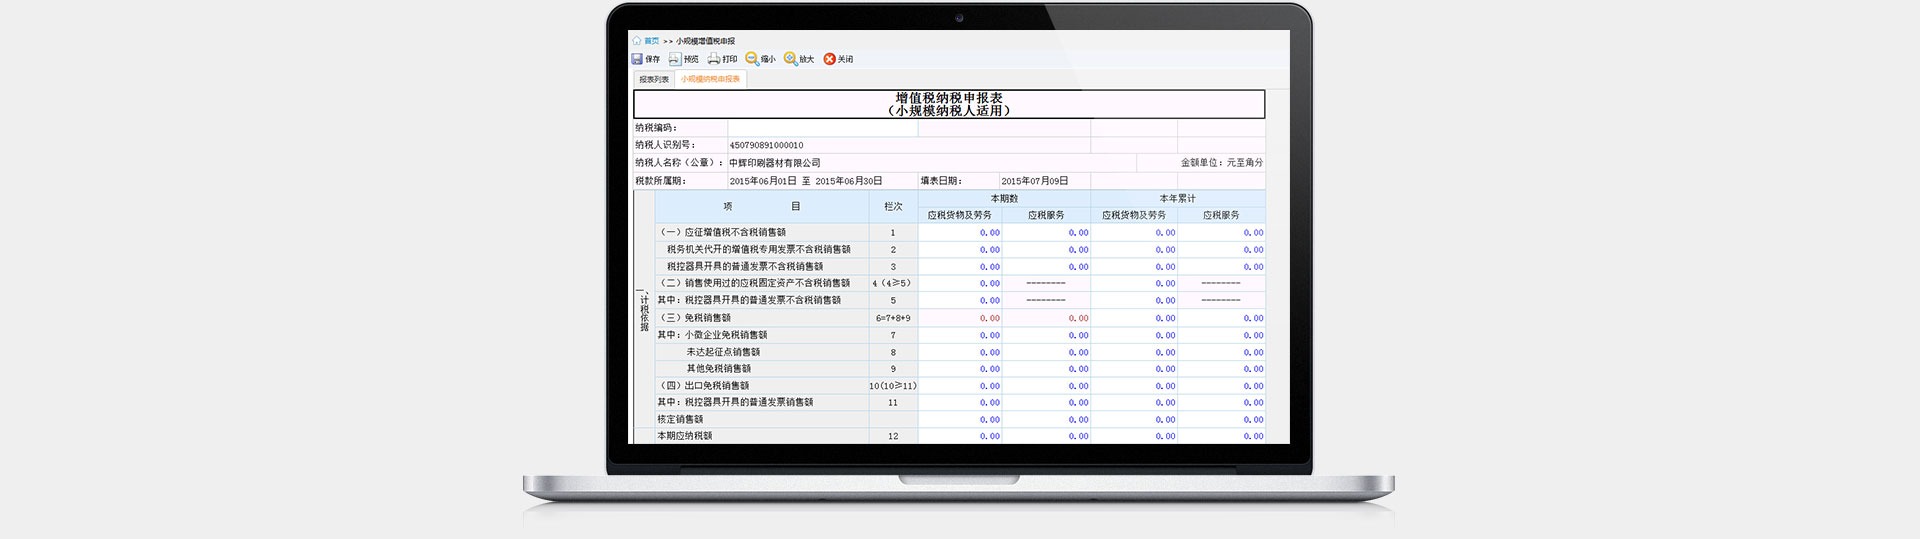 首页 >> 小规模增值税申报
保存 预览 打印 缩小 放大 关闭
报表列表 小规模纳税申报表
增值税纳税申报表
（小规模纳税人适用）
纳税编码：
纳税人识别号： 450790891000010
纳税人名称（公章）： 中辉印刷器材有限公司 金额单位：元至角分
税款所属期： 2015年06月01日 至 2015年06月30日 填表日期： 2015年07月09日
项 目 栏次 本期数 本年累计
应税货物及劳务 应税服务 应税货物及劳务 应税服务
一、计税依据
（一）应征增值税不含税销售额 1 0.00 0.00 0.00 0.00
税务机关代开的增值税专用发票不含税销售额 2 0.00 0.00 0.00 0.00
税控器具开具的普通发票不含税销售额 3 0.00 0.00 0.00 0.00
（二）销售使用过的应税固定资产不含税销售额 4（4≥5） 0.00 -------- 0.00 --------
其中：税控器具开具的普通发票不含税销售额 5 0.00 -------- 0.00 --------
（三）免税销售额 6=7+8+9 0.00 0.00 0.00 0.00
其中：小微企业免税销售额 7 0.00 0.00 0.00 0.00
未达起征点销售额 8 0.00 0.00 0.00 0.00
其他免税销售额 9 0.00 0.00 0.00 0.00
（四）出口免税销售额 10(10≥11) 0.00 0.00 0.00 0.00
其中：税控器具开具的普通发票销售额 11 0.00 0.00 0.00 0.00
核定销售额 0.00 0.00 0.00 0.00
本期应纳税额 12 0.00 0.00 0.00 0.00